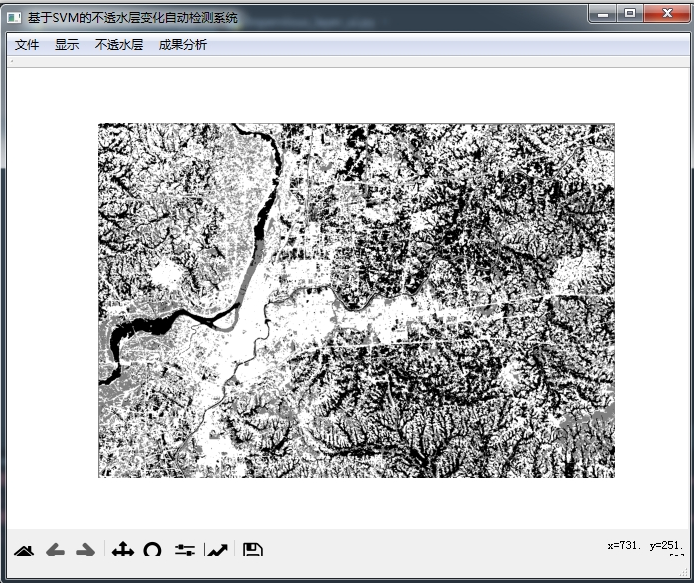 基于SVM的不透水层变化自动检测系统
文件 显示 不透水层 成果分析
x=731. y=251.